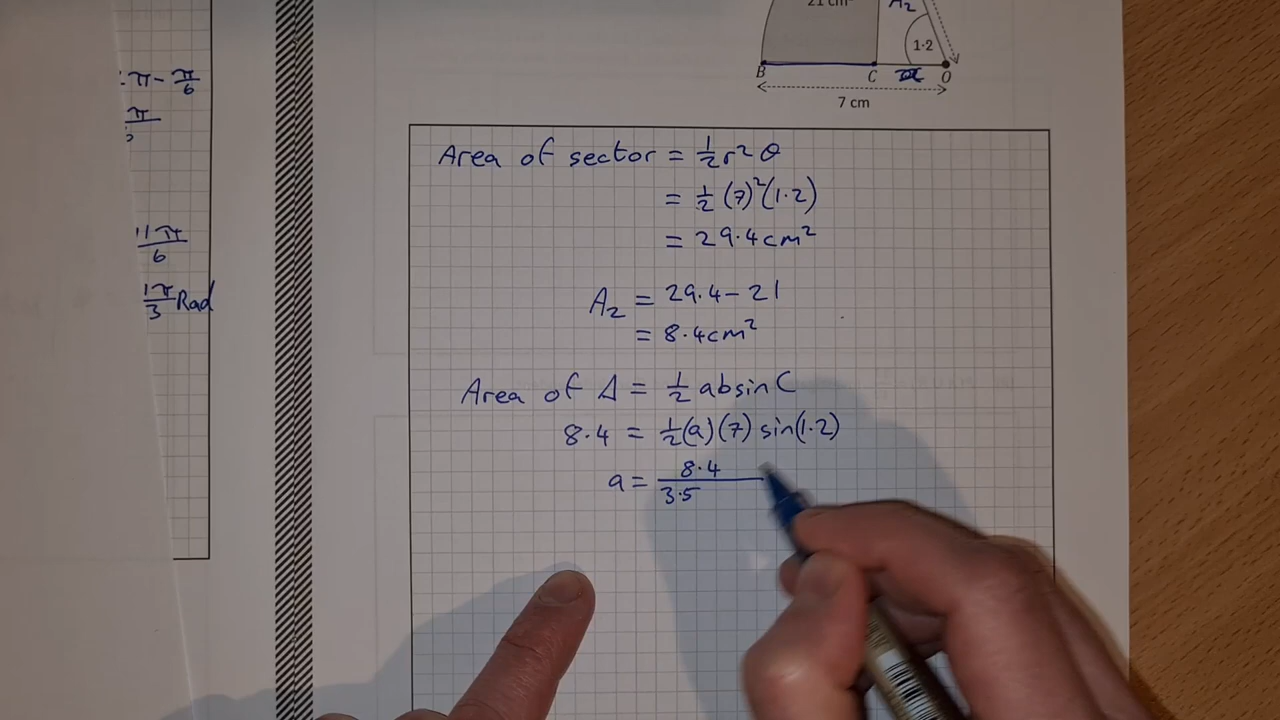 21 cm²
A₂
1·2
B C x O
7 cm
π - π/6
π
11π/6
π/3 Rad
Area of sector = ½r²θ
= ½(7)²(1·2)
= 29.4cm²
A₂ = 29.4 - 21
= 8·4cm²
Area of Δ = ½absinC
8·4 = ½(a)(7)sin(1·2)
a = 8·4/3·5